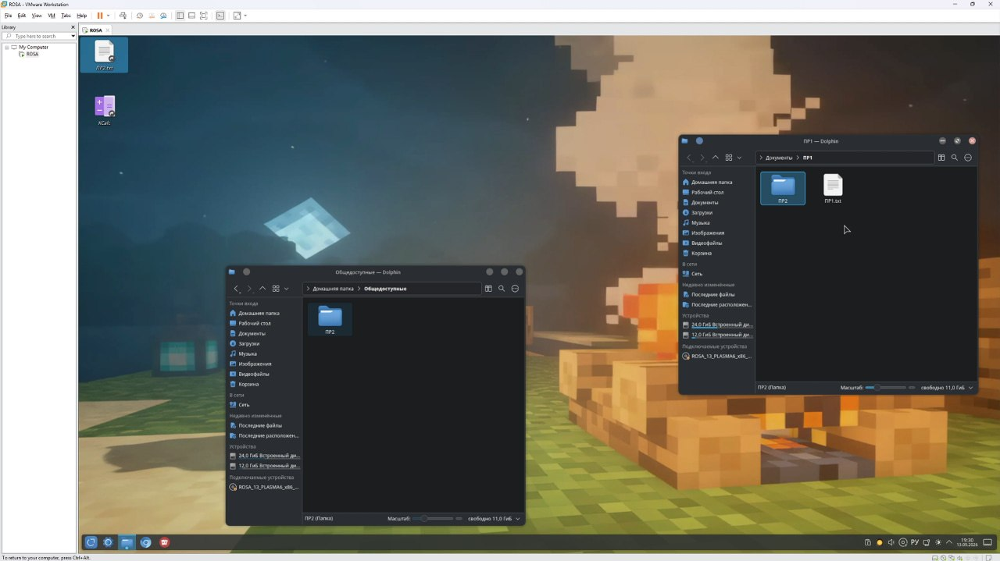 ROSA - VMware Workstation
File Edit View VM Tabs Help
Library
Type here to search
My Computer
ROSA
ROSA
ПР2.txt
KCalc
ПР1 — Dolphin
Документы ПР1
Точки входа
Домашняя папка
Рабочий стол
Документы
Загрузки
Музыка
Изображения
Видеофайлы
Корзина
В сети
Сеть
Недавно изменённые
Последние файлы
Последние расположен...
Устройства
24,0 ГиБ Встроенный ди...
12,0 ГиБ Встроенный ди...
Подключаемые устройства
ROSA_13_PLASMA6_x86_...
ПР2
ПР1.txt
ПР2 (Папка)
Масштаб:
свободно 11,0 ГиБ
Общедоступные — Dolphin
Домашняя папка Общедоступные
Точки входа
Домашняя папка
Рабочий стол
Документы
Загрузки
Музыка
Изображения
Видеофайлы
Корзина
В сети
Сеть
Недавно изменённые
Последние файлы
Последние расположен...
Устройства
24,0 ГиБ Встроенный ди...
12,0 ГиБ Встроенный ди...
Подключаемые устройства
ROSA_13_PLASMA6_x86_...
ПР2
ПР2 (Папка)
Масштаб:
свободно 11,0 ГиБ
РУ
19:30
13.09.2026
To return to your computer, press Ctrl+Alt.